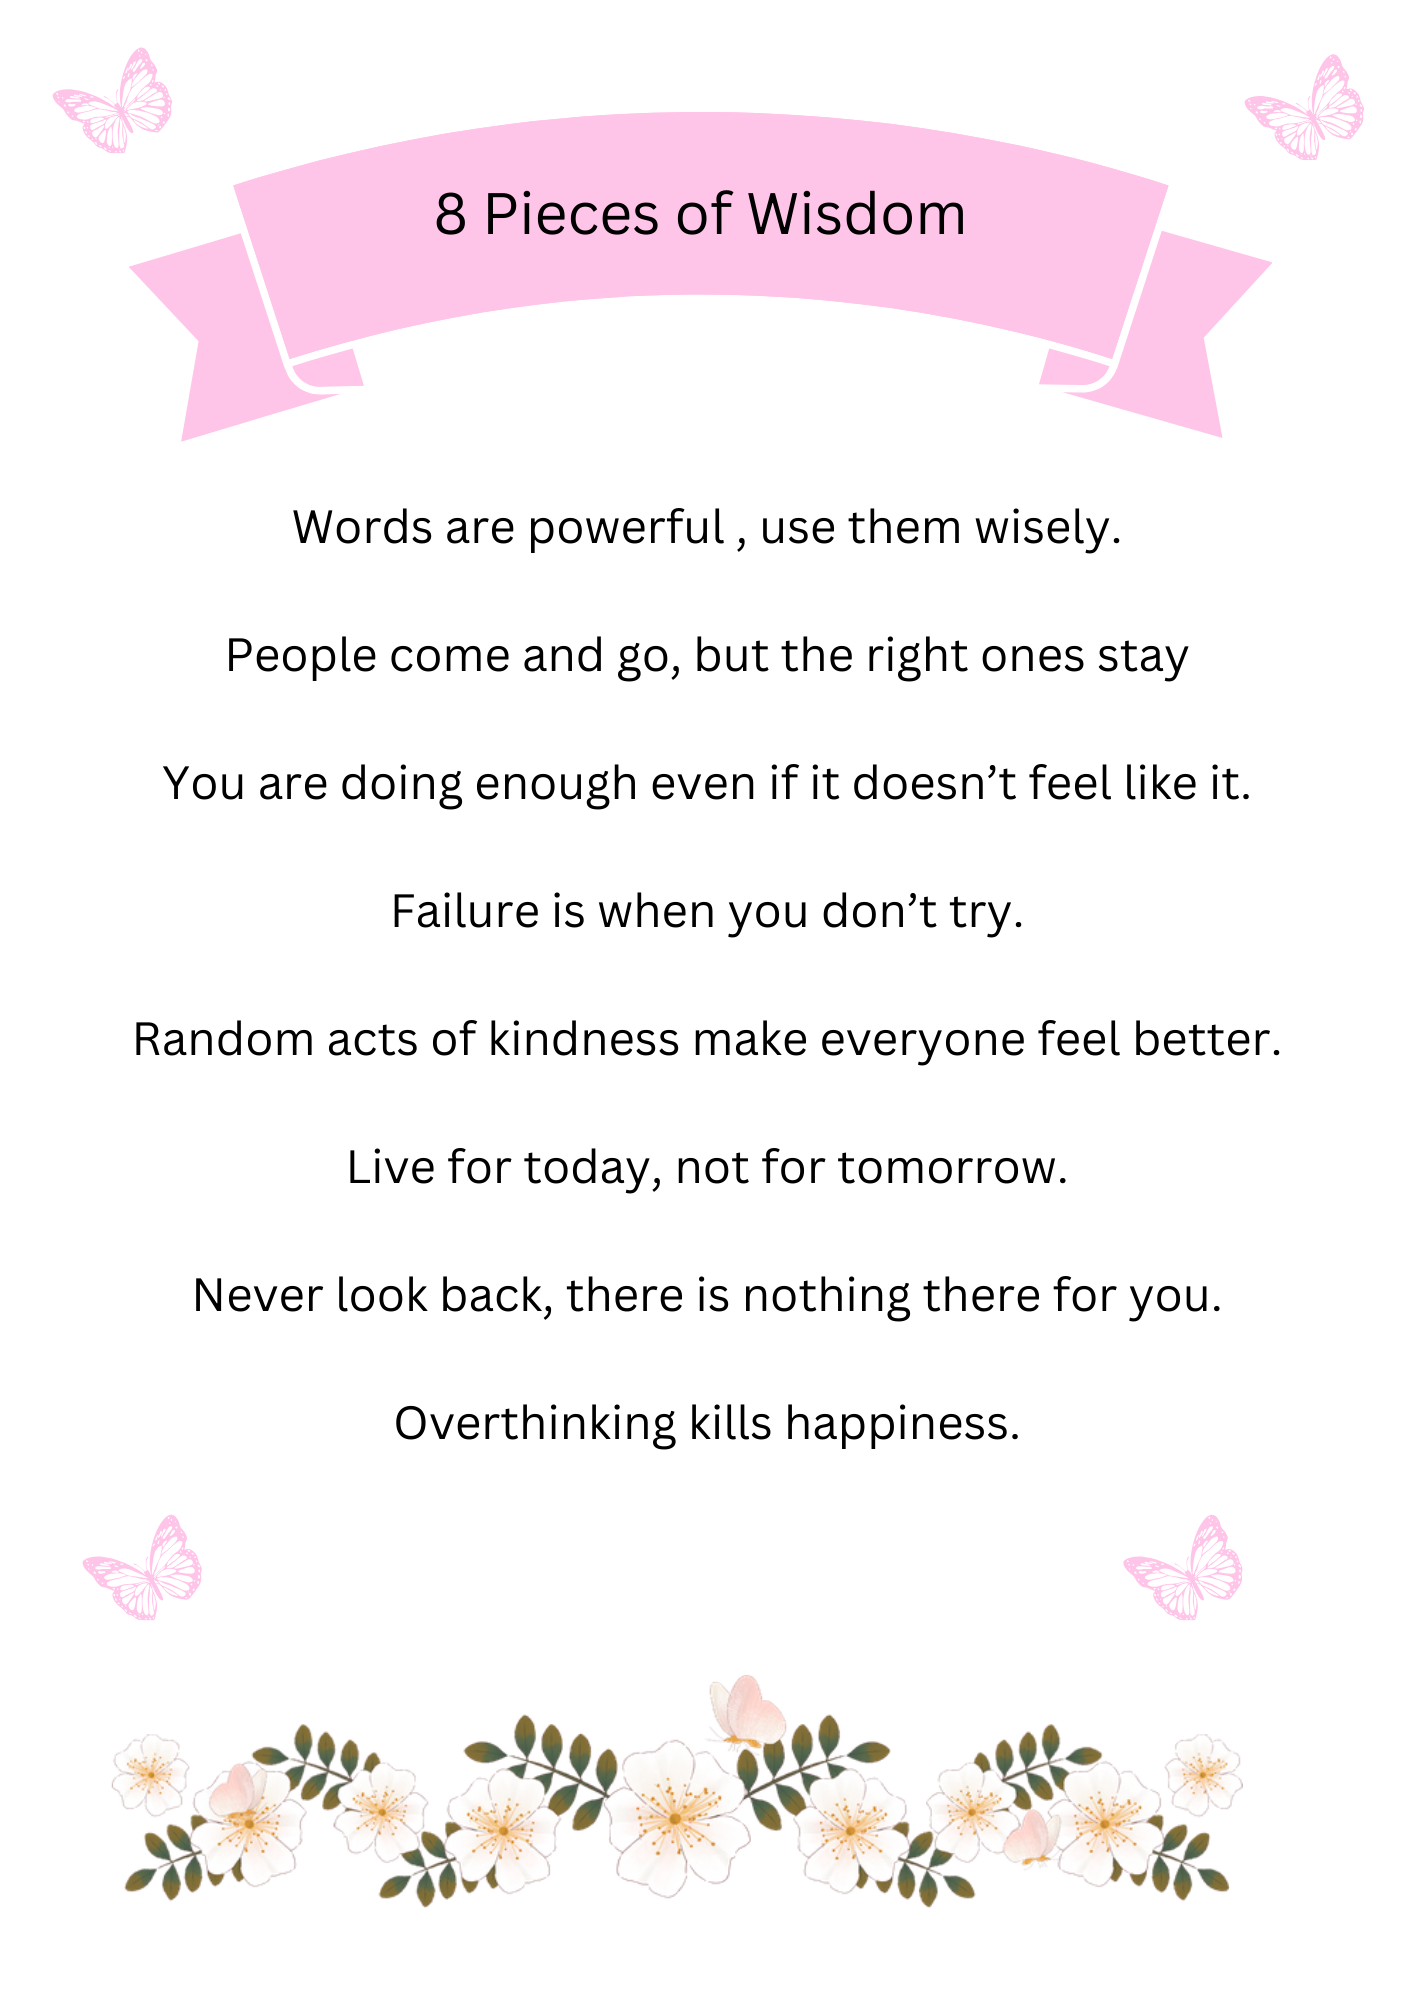 8 Pieces of Wisdom
Words are powerful , use them wisely.
People come and go, but the right ones stay
You are doing enough even if it doesn’t feel like it.
Failure is when you don’t try.
Random acts of kindness make everyone feel better.
Live for today, not for tomorrow.
Never look back, there is nothing there for you.
Overthinking kills happiness.